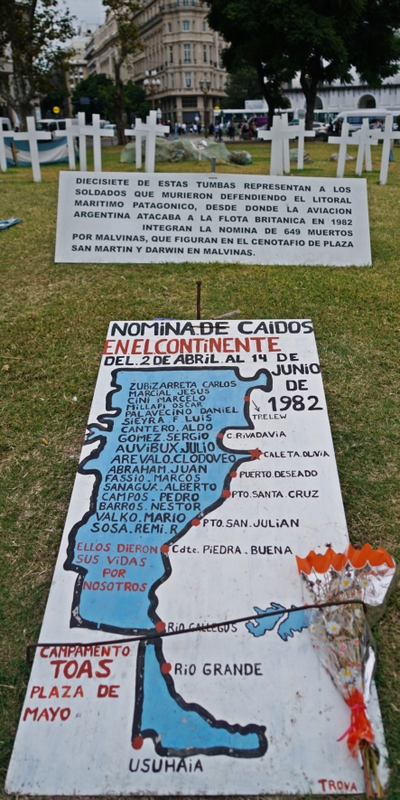 DIECISIETE DE ESTAS TUMBAS REPRESENTAN A LOS
SOLDADOS QUE MURIERON DEFENDIENDO EL LITORAL
MARITIMO PATAGONICO, DESDE DONDE LA AVIACION
ARGENTINA ATACABA A LA FLOTA BRITANICA EN 1982
INTEGRAN LA NOMINA DE 649 MUERTOS
POR MALVINAS, QUE FIGURAN EN EL CENOTAFIO DE PLAZA
SAN MARTIN Y DARWIN EN MALVINAS.
NOMINA DE CAIDOS
EN EL CONTINENTE
DEL 2 DE ABRIL AL 14 DE
JUNIO
DE
1982
ZUBIZARRETA CARLOS
MARCIAL JESUS
CINI MARCELO
MILLAPI OSCAR
PALAVECINO DANIEL
SIEYRA F LUIS
CANTERO. ALDO
GOMEZ. SERGIO
AUVIBUX JULIO
AREVALO. CLODOVEO
ABRAHAM. JUAN
FASSIO. MARCOS
SANAGUA. ALBERTO
CAMPOS. PEDRO
BARROS. NESTOR
VALKO. MARIO
SOSA. REMI. R
TRELEW
C. RIVADAVIA
CALETA. OLVIA
PUERTO. DESEADO
PTO. SANTA CRUZ
PTO. SAN. JULIAN
Cdte. PIEDRA. BUENA
ELLOS DIERON
SUS VIDAS
POR
NOSOTROS
RIO GALLEGOS
RIO GRANDE
CAMPAMENTO
TOAS
PLAZA DE
MAYO
USUHAIA
TROVA